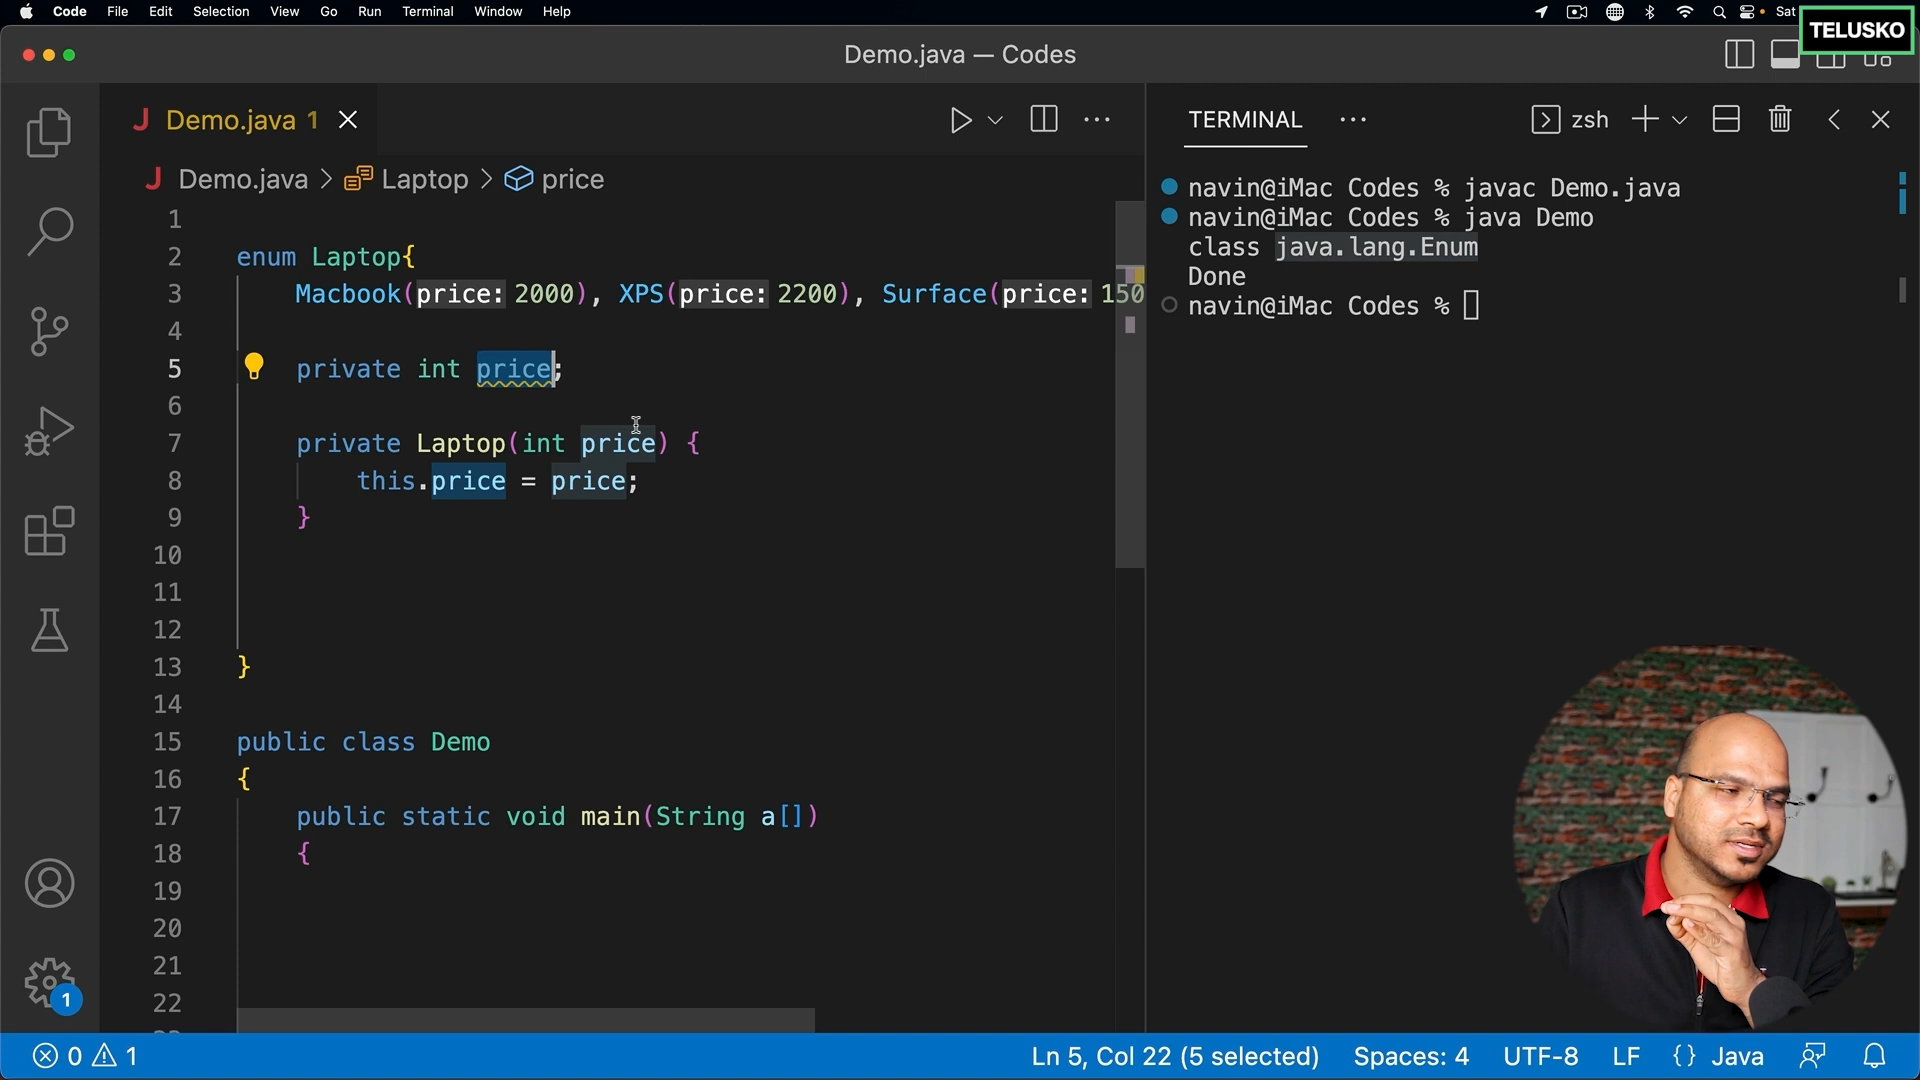 Code File Edit Selection View Go Run Terminal Window Help Sat
TELUSKO
Demo.java — Codes
Demo.java 1
Demo.java > Laptop > price
1
2 enum Laptop{
3 Macbook(price: 2000), XPS(price: 2200), Surface(price: 150
4
5 private int price;
6
7 private Laptop(int price) {
8 this.price = price;
9 }
10
11
12
13 }
14
15 public class Demo
16 {
17 public static void main(String a[])
18 {
19
20
21
22
TERMINAL ... zsh
navin@iMac Codes % javac Demo.java
navin@iMac Codes % java Demo
class java.lang.Enum
Done
navin@iMac Codes %
1
0 1 Ln 5, Col 22 (5 selected) Spaces: 4 UTF-8 LF {} Java